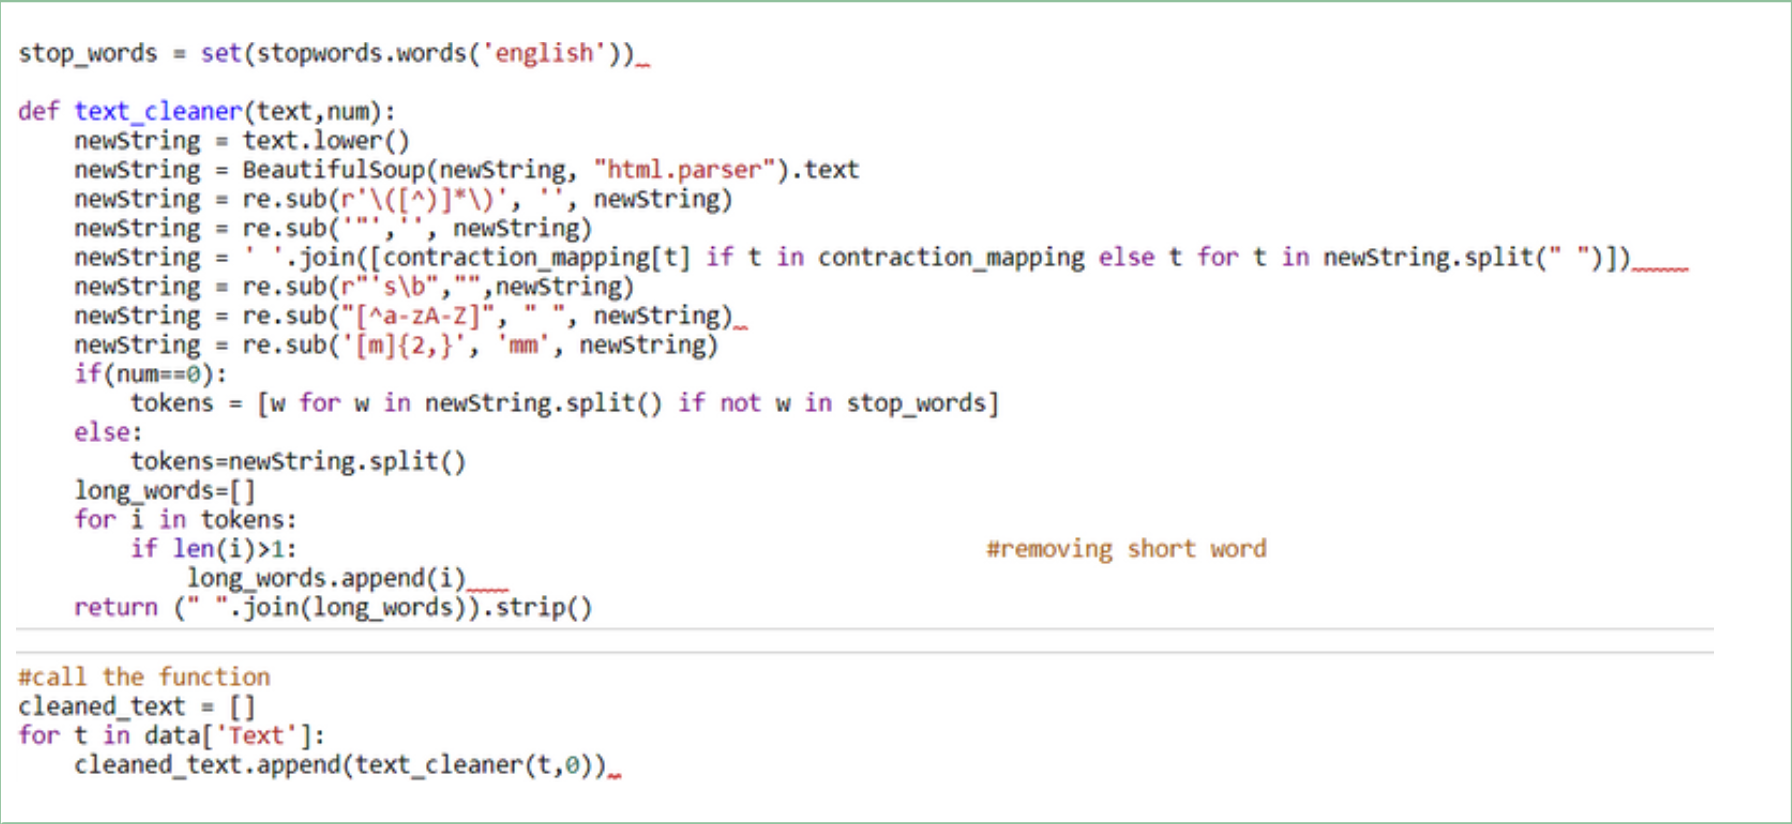 stop_words = set(stopwords.words('english'))
def text_cleaner(text,num):
    newString = text.lower()
    newString = BeautifulSoup(newString, "html.parser").text
    newString = re.sub(r'\([^)]*\)', '', newString)
    newString = re.sub('"','', newString)
    newString = ' '.join([contraction_mapping[t] if t in contraction_mapping else t for t in newString.split(" ")])
    newString = re.sub(r"'s\b","",newString)
    newString = re.sub("[^a-zA-Z]", " ", newString)
    newString = re.sub('[m]{2,}', 'mm', newString)
    if(num==0):
        tokens = [w for w in newString.split() if not w in stop_words]
    else:
        tokens=newString.split()
    long_words=[]
    for i in tokens:
        if len(i)>1:                                                 #removing short word
            long_words.append(i)
    return (" ".join(long_words)).strip()
#call the function
cleaned_text = []
for t in data['Text']:
    cleaned_text.append(text_cleaner(t,0))